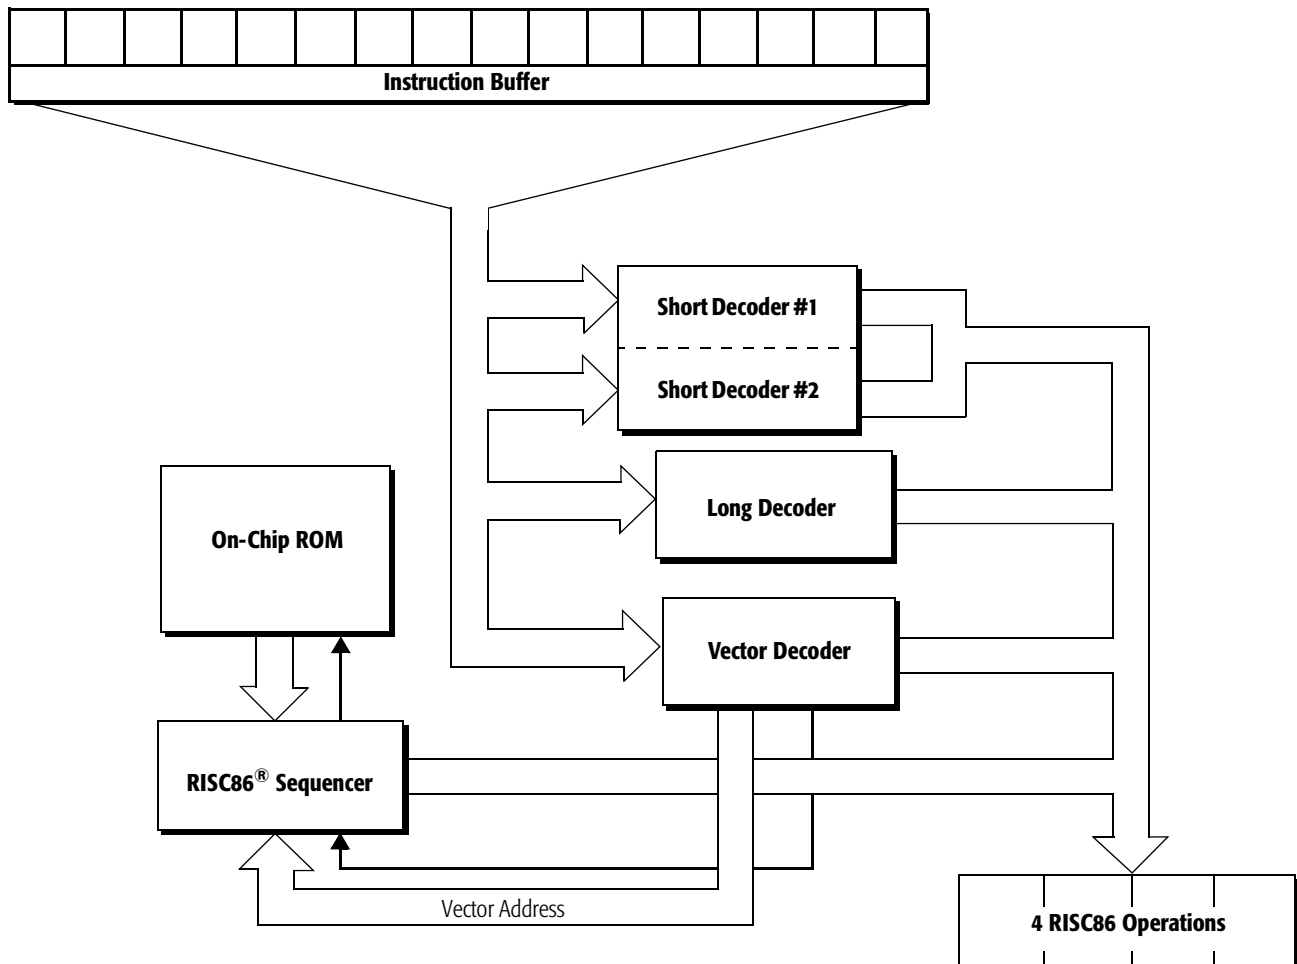 Instruction Buffer
Short Decoder #1
Short Decoder #2
Long Decoder
On-Chip ROM
Vector Decoder
RISC86® Sequencer
Vector Address
4 RISC86 Operations